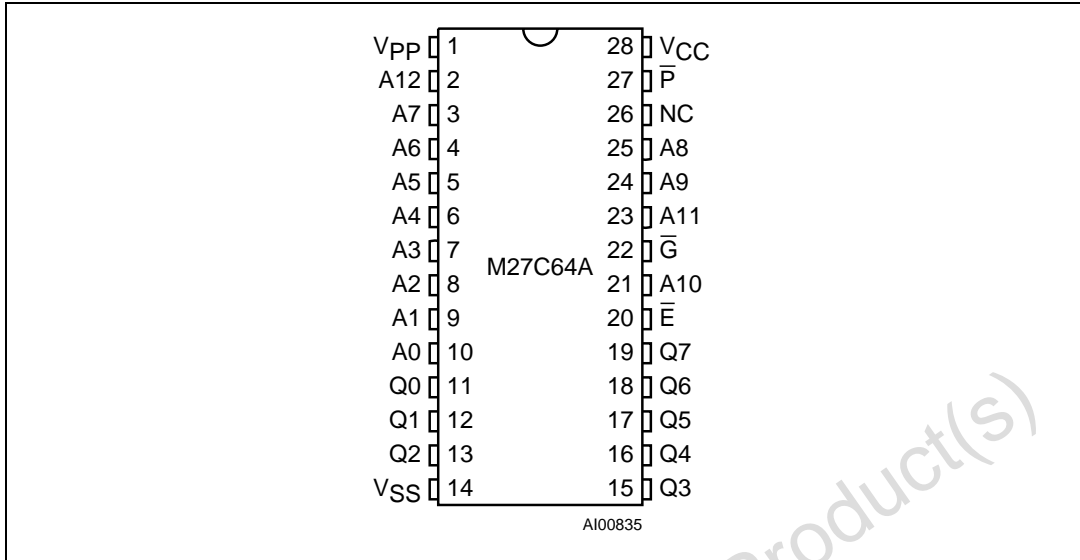 VPP 1 28 VCC
A12 2 27 P̅
A7 3 26 NC
A6 4 25 A8
A5 5 24 A9
A4 6 23 A11
A3 7 22 G̅
M27C64A
A2 8 21 A10
A1 9 20 E̅
A0 10 19 Q7
Q0 11 18 Q6
Q1 12 17 Q5
Q2 13 16 Q4
VSS 14 15 Q3
AI00835
Product(s)